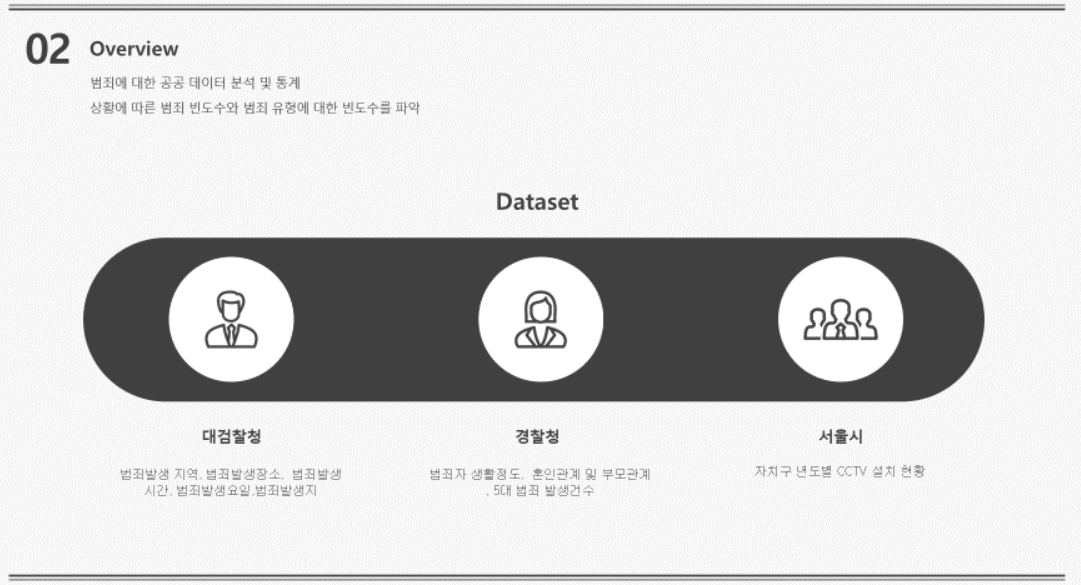 02 Overview
범죄에 대한 공공 데이터 분석 및 통계
상황에 따른 범죄 빈도수와 범죄 유형에 대한 빈도수를 파악
Dataset
대검찰청
범죄발생 지역, 범죄발생장소, 범죄발생
시간, 범죄발생요일,범죄발생지
경찰청
범죄자 생활정도, 혼인관계 및 부모관계
, 5대 범죄 발생건수
서울시
자치구 년도별 CCTV 설치 현황